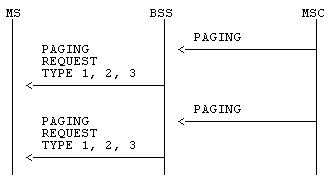 MS BSS MSC
PAGING
PAGING
REQUEST
TYPE 1, 2, 3
PAGING
PAGING
REQUEST
TYPE 1, 2, 3